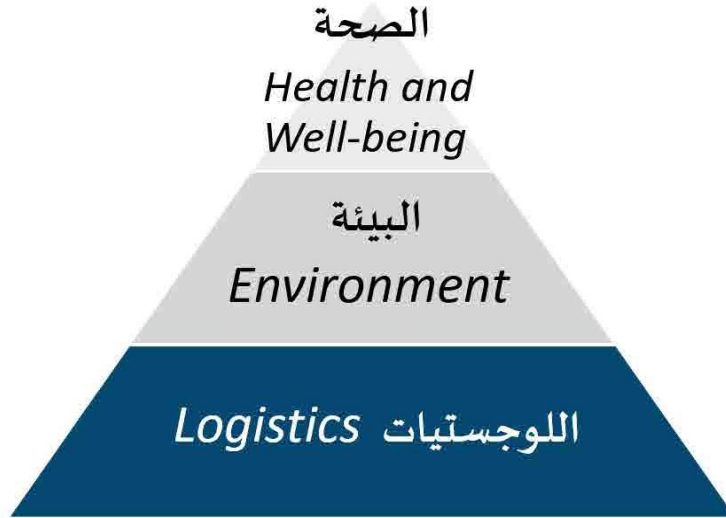 الصحة
Health and
Well-being
البيئة
Environment
Logistics اللوجستيات